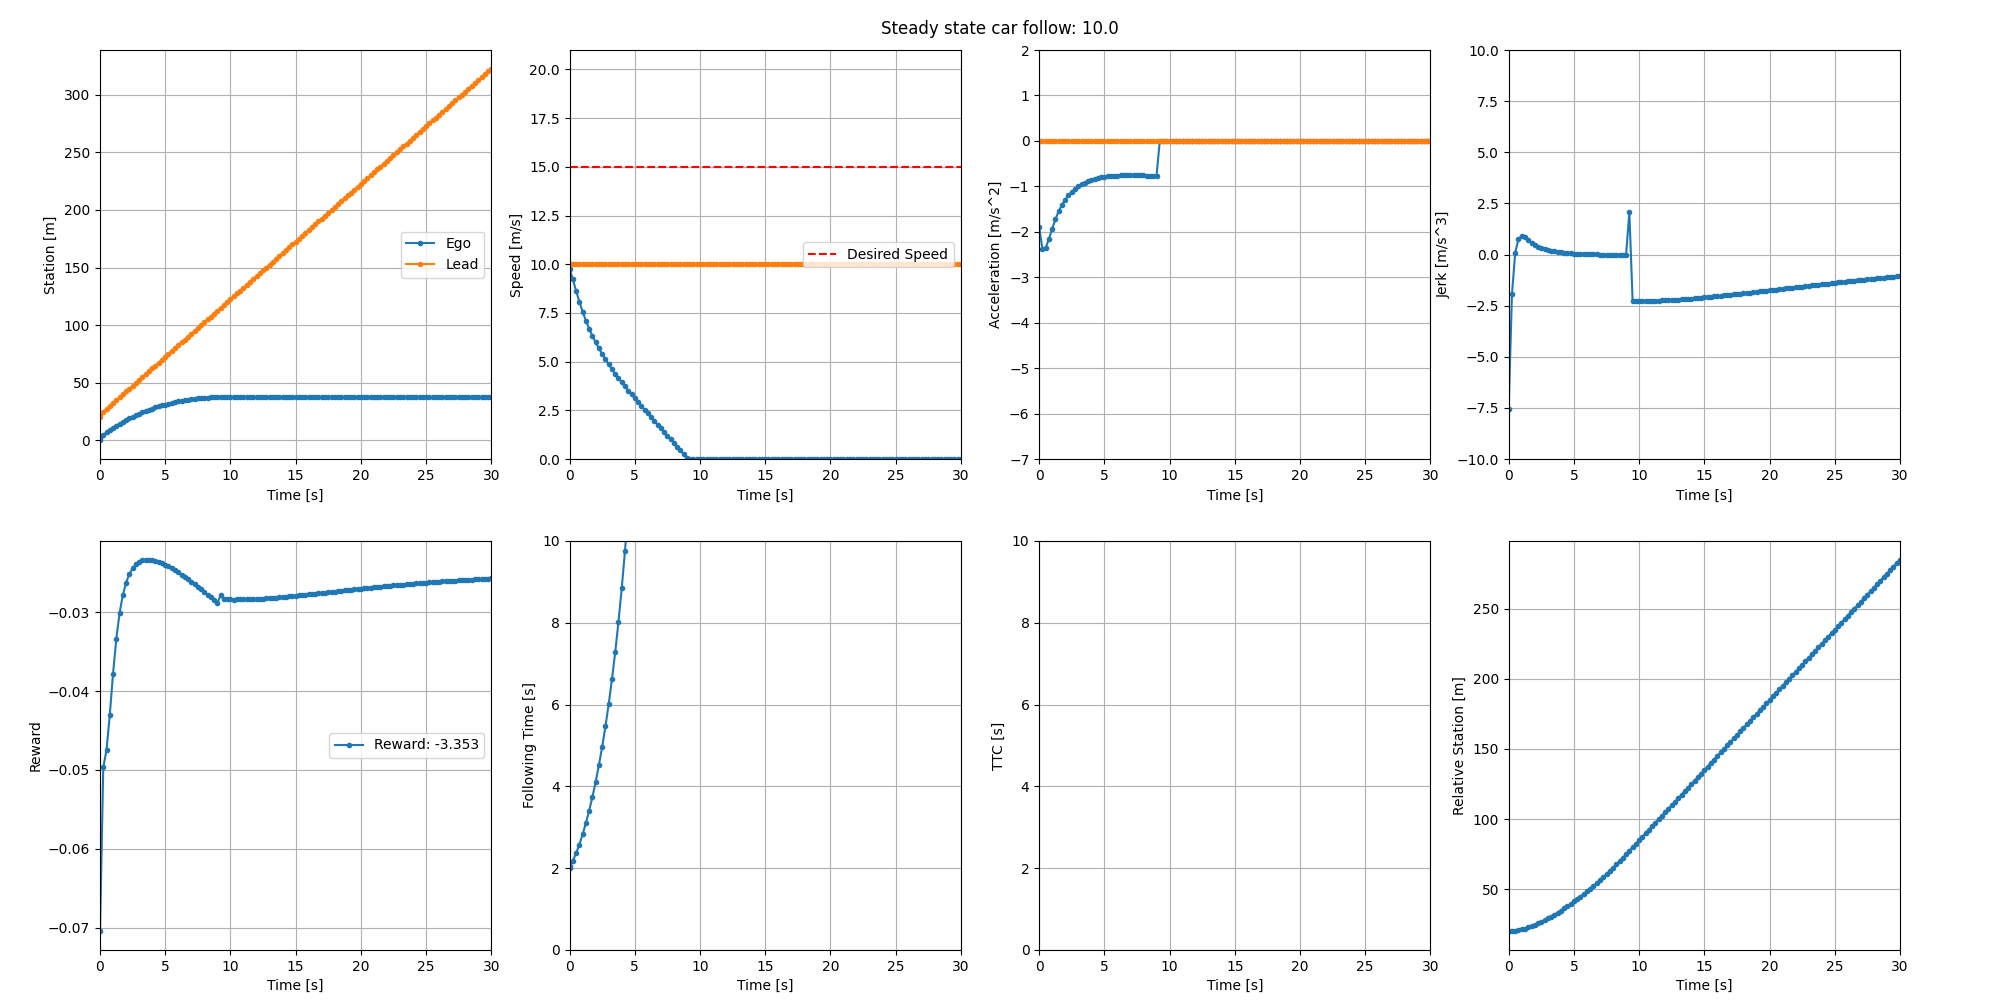 Steady state car follow: 10.0
Station [m]
300
250
200
150
100
50
0
Ego
Lead
0 5 10 15 20 25 30
Time [s]
Speed [m/s]
20.0
17.5
15.0
12.5
10.0
7.5
5.0
2.5
0.0
Desired Speed
0 5 10 15 20 25 30
Time [s]
Acceleration [m/s^2]
2
1
0
−1
−2
−3
−4
−5
−6
−7
0 5 10 15 20 25 30
Time [s]
Jerk [m/s^3]
10.0
7.5
5.0
2.5
0.0
−2.5
−5.0
−7.5
−10.0
0 5 10 15 20 25 30
Time [s]
Reward
−0.03
−0.04
−0.05
−0.06
−0.07
Reward: -3.353
0 5 10 15 20 25 30
Time [s]
Following Time [s]
10
8
6
4
2
0
0 5 10 15 20 25 30
Time [s]
TTC [s]
10
8
6
4
2
0
0 5 10 15 20 25 30
Time [s]
Relative Station [m]
250
200
150
100
50
0 5 10 15 20 25 30
Time [s]